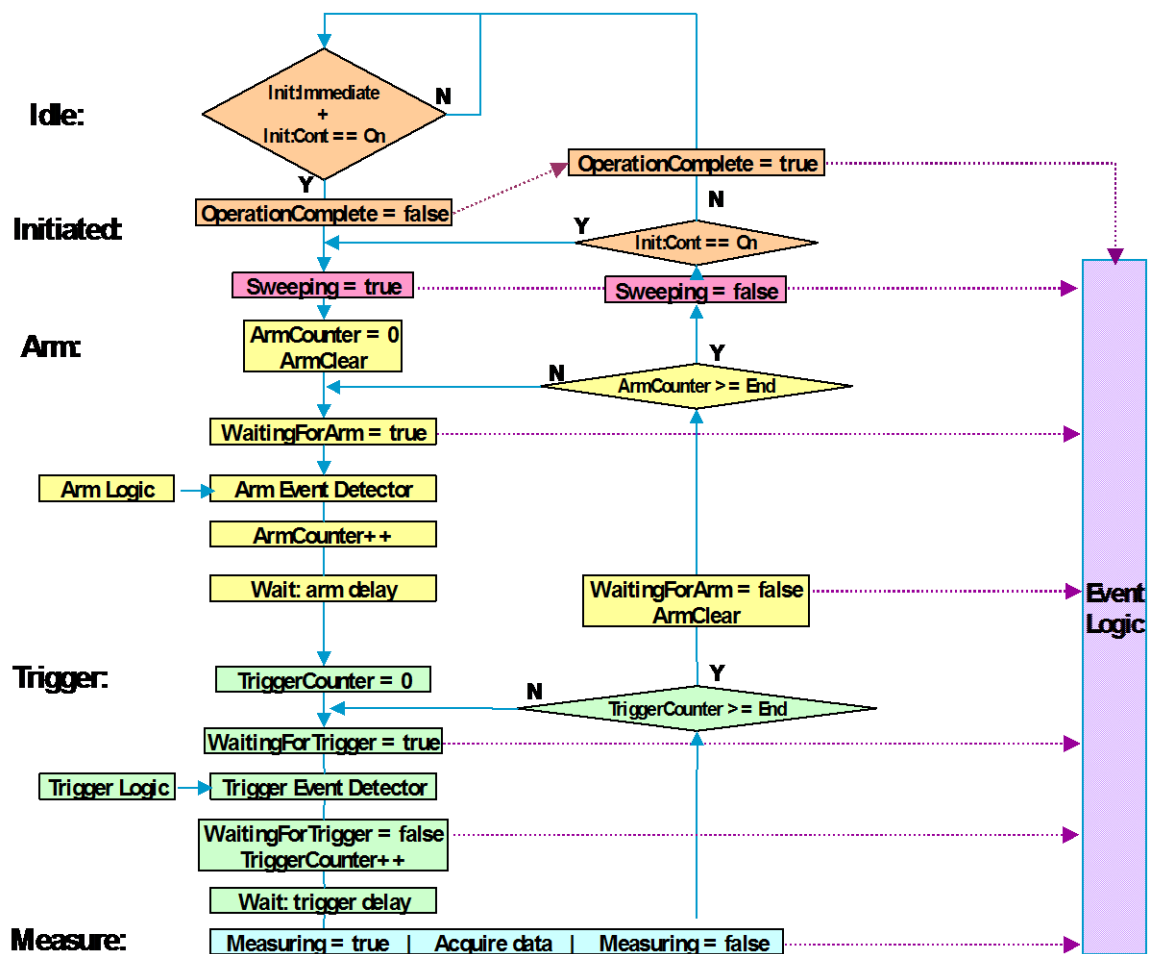 Init:Immediate
+
Init:Cont == On
N
Idle:
Y
OperationComplete = true
OperationComplete = false
N
Initiated:
Y
Init:Cont == On
Sweeping = true
Sweeping = false
ArmCounter = 0
ArmClear
Arm:
Y
N
ArmCounter >= End
WaitingForArm = true
Arm Logic
Arm Event Detector
ArmCounter++
Wait: arm delay
WaitingForArm = false
ArmClear
Event
Logic
Trigger:
TriggerCounter = 0
Y
N
TriggerCounter >= End
WaitingForTrigger = true
Trigger Logic
Trigger Event Detector
WaitingForTrigger = false
TriggerCounter++
Wait: trigger delay
Measure:
Measuring = true | Acquire data | Measuring = false